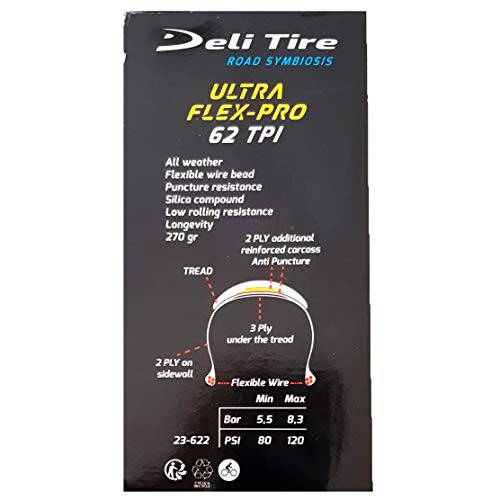 Deli Tire
ROAD SYMBIOSIS
ULTRA
FLEX-PRO
62 TPI
All weather
Flexible wire bead
Puncture resistance
Silica compound
Low rolling resistance
Longevity
270 gr
2 PLY additional
reinforced carcass
Anti Puncture
TREAD
3 Ply
under the tread
2 PLY on
sidewall
Flexible Wire
Min Max
Bar 5,5 8,3
23-622 PSI 80 120